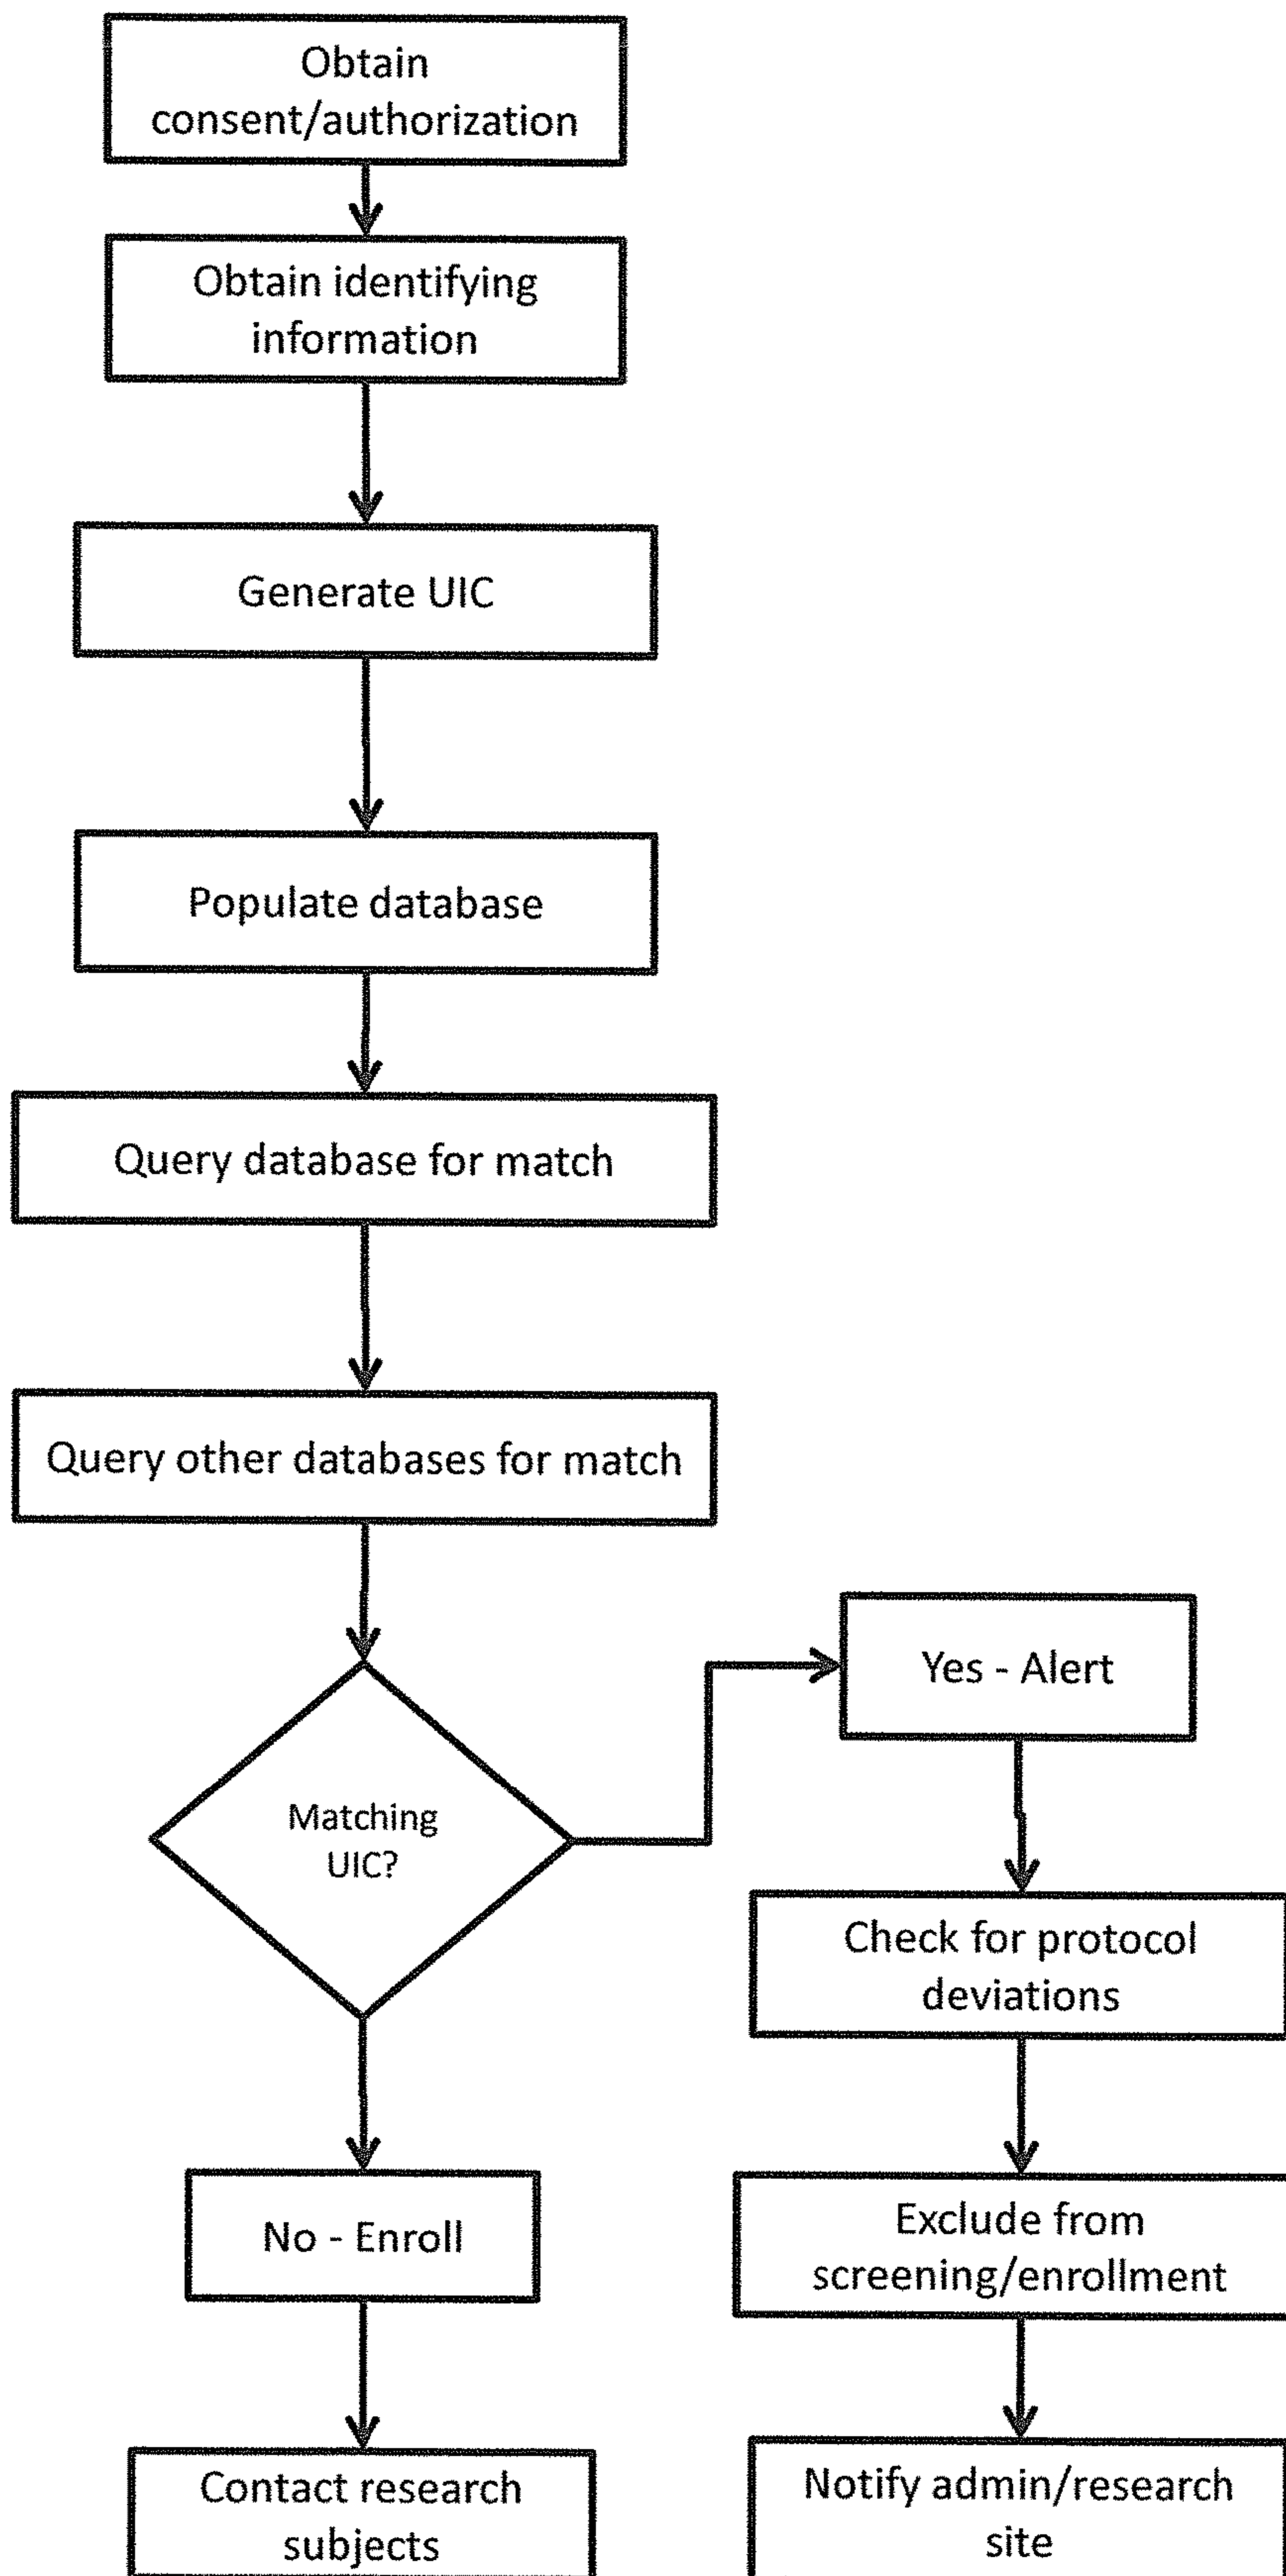 Obtain
consent/authorization
Obtain identifying
information
Generate UIC
Populate database
Query database for match
Query other databases for match
Matching
UIC?
Yes - Alert
Check for protocol
deviations
No - Enroll
Exclude from
screening/enrollment
Contact research
subjects
Notify admin/research
site